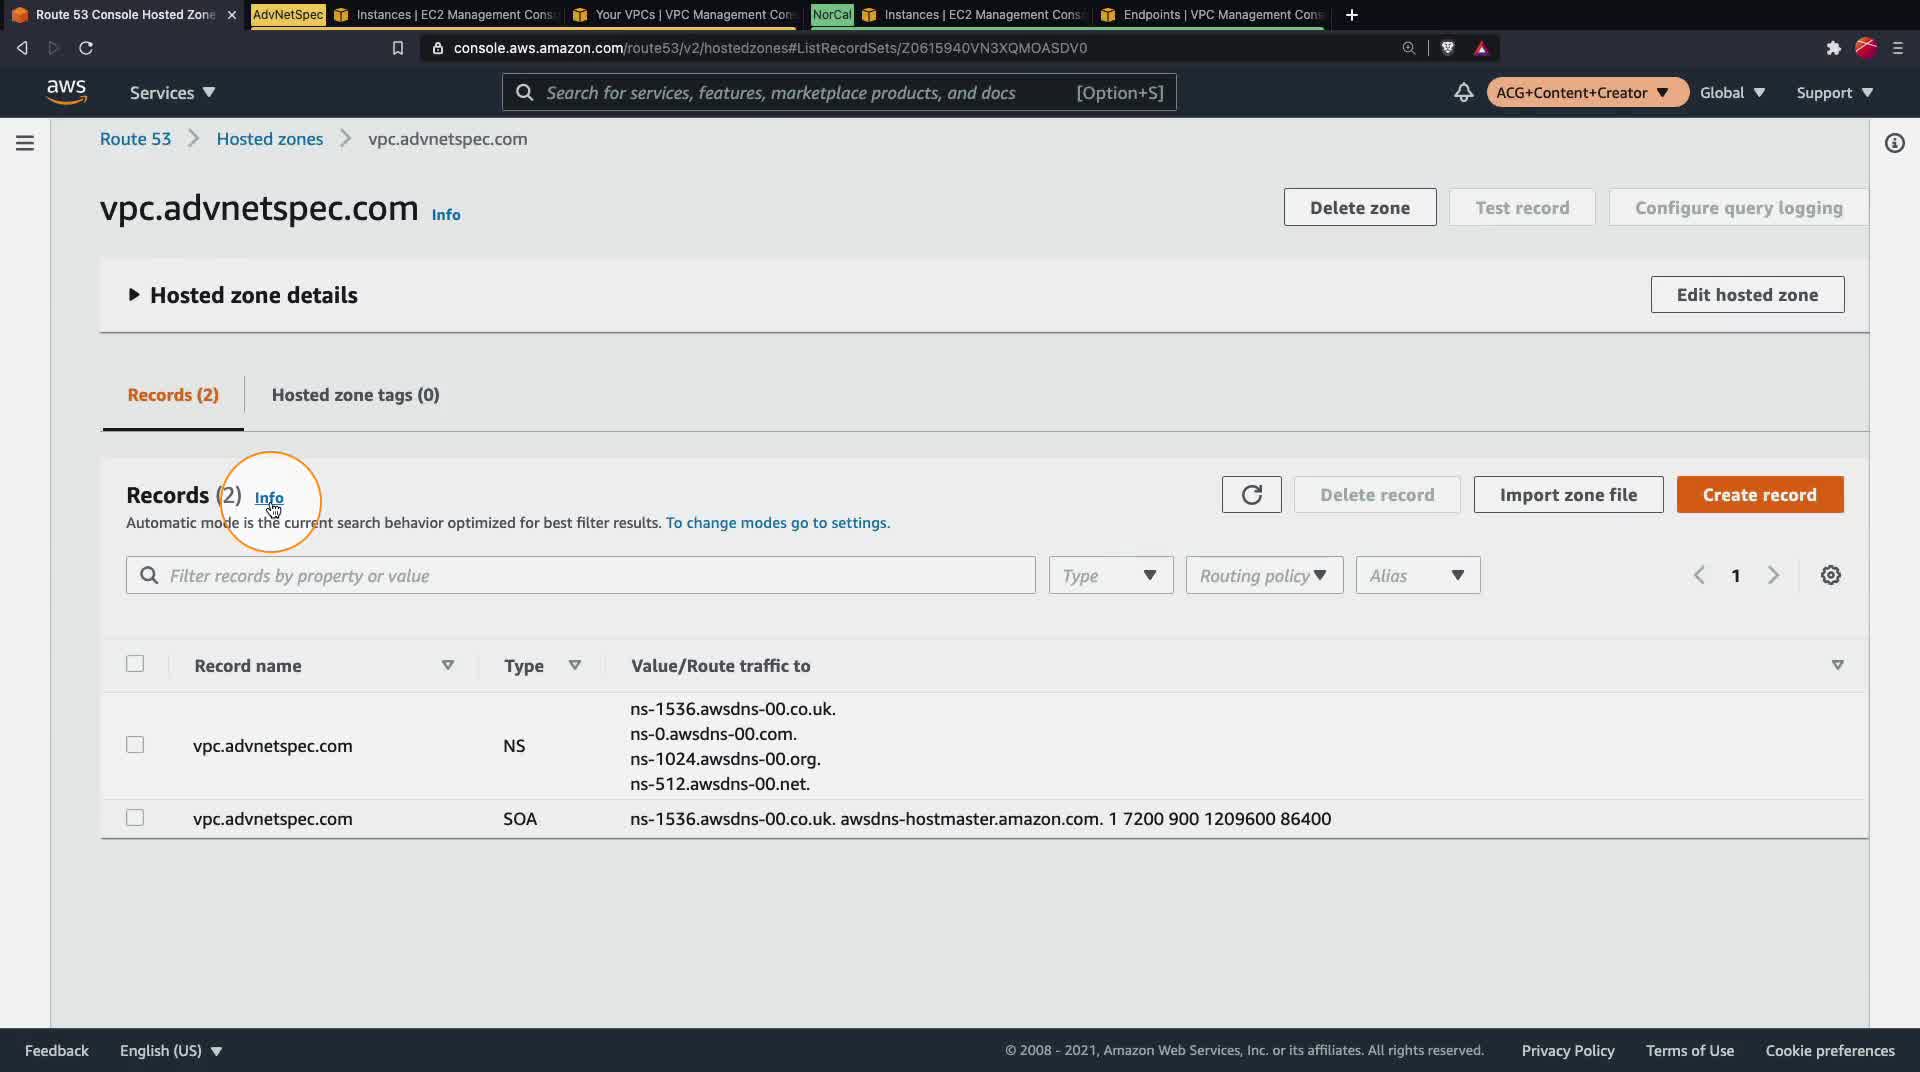 Route 53 Console Hosted Zone
AdvNetSpec
Instances | EC2 Management Cons
Your VPCs | VPC Management Con
NorCal
Instances | EC2 Management Cons
Endpoints | VPC Management Cons
console.aws.amazon.com/route53/v2/hostedzones#ListRecordSets/Z0615940VN3XQMOASDV0
aws
Services
Search for services, features, marketplace products, and docs
[Option+S]
ACG+Content+Creator
Global
Support
Route 53
Hosted zones
vpc.advnetspec.com
vpc.advnetspec.com
Info
Delete zone
Test record
Configure query logging
Hosted zone details
Edit hosted zone
Records (2)
Hosted zone tags (0)
Records (2)
Info
Delete record
Import zone file
Create record
Automatic mode is the current search behavior optimized for best filter results. To change modes go to settings.
Filter records by property or value
Type
Routing policy
Alias
1
Record name
Type
Value/Route traffic to
vpc.advnetspec.com
NS
ns-1536.awsdns-00.co.uk.
ns-0.awsdns-00.com.
ns-1024.awsdns-00.org.
ns-512.awsdns-00.net.
vpc.advnetspec.com
SOA
ns-1536.awsdns-00.co.uk. awsdns-hostmaster.amazon.com. 1 7200 900 1209600 86400
Feedback
English (US)
© 2008 - 2021, Amazon Web Services, Inc. or its affiliates. All rights reserved.
Privacy Policy
Terms of Use
Cookie preferences